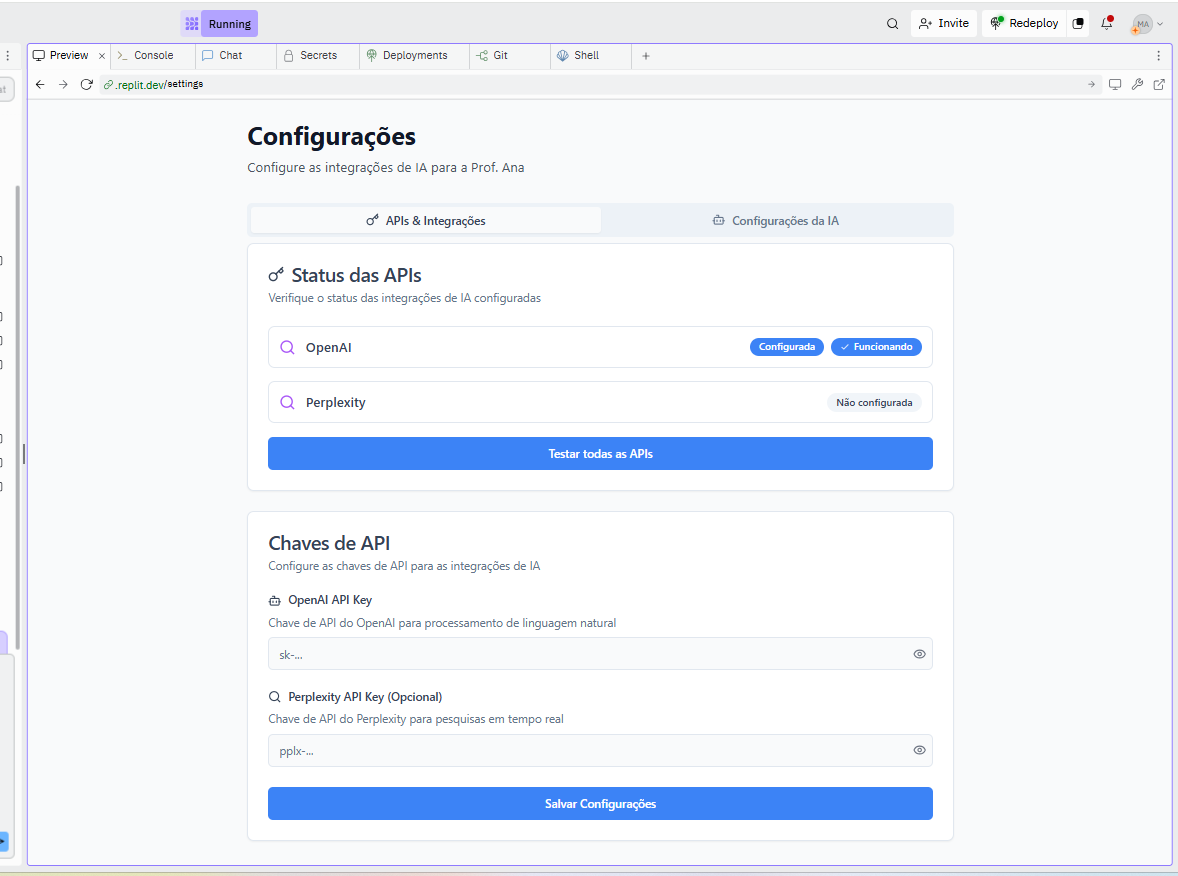 Running
Invite
Redeploy
MA
Preview
Console
Chat
Secrets
Deployments
Git
Shell
at
.replit.dev/settings
Configurações
Configure as integrações de IA para a Prof. Ana
APIs & Integrações
Configurações da IA
Status das APIs
Verifique o status das integrações de IA configuradas
OpenAI
Configurada
Funcionando
Perplexity
Não configurada
Testar todas as APIs
Chaves de API
Configure as chaves de API para as integrações de IA
OpenAI API Key
Chave de API do OpenAI para processamento de linguagem natural
sk-...
Perplexity API Key (Opcional)
Chave de API do Perplexity para pesquisas em tempo real
pplx-...
Salvar Configurações